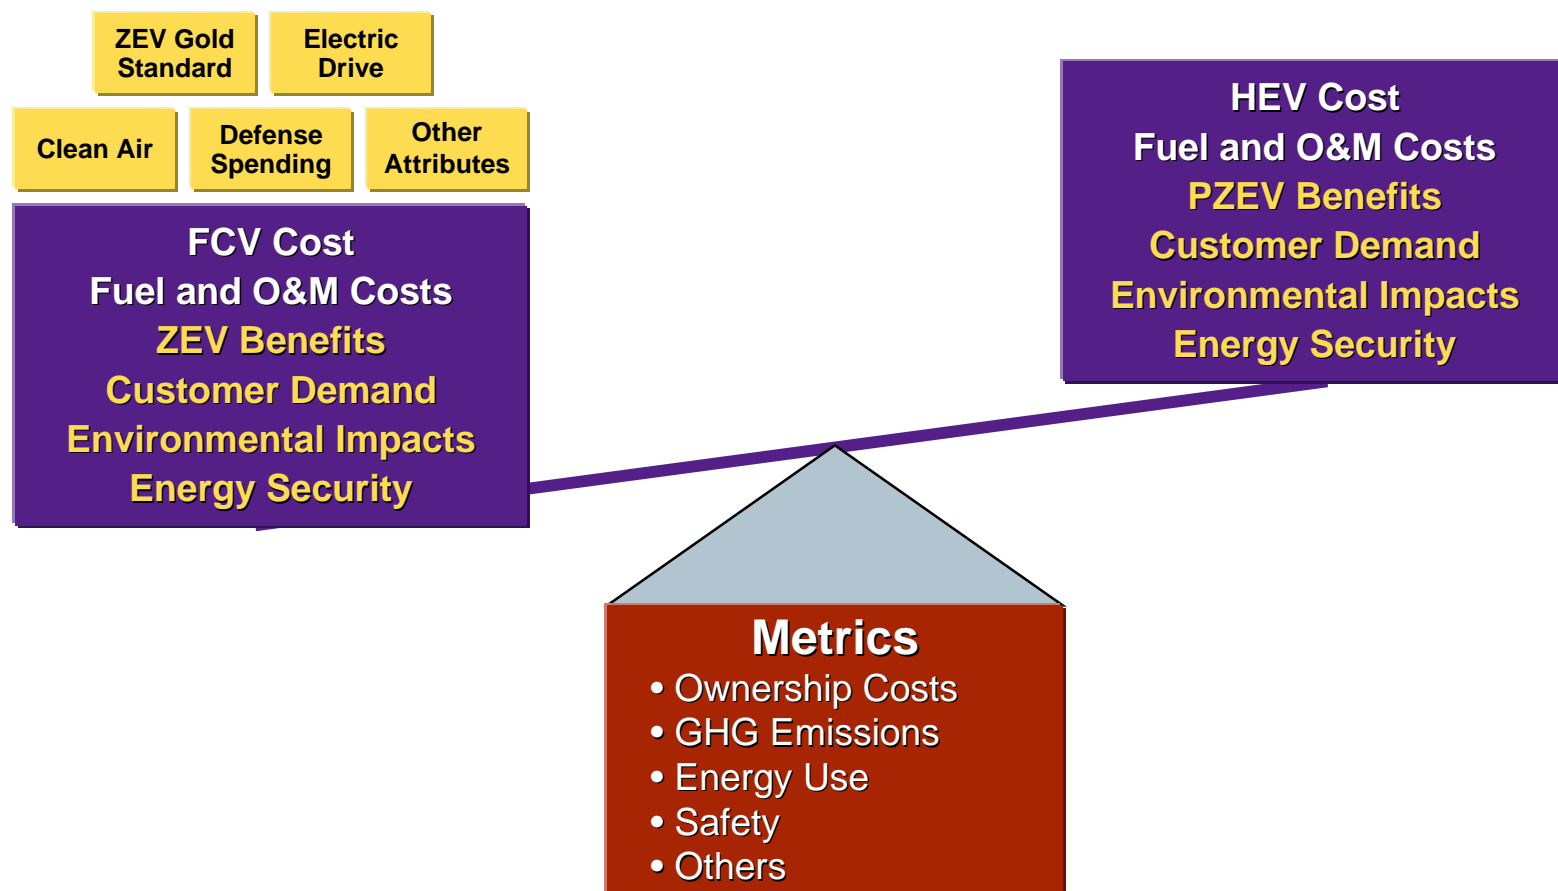 ZEV Gold
Standard
Electric
Drive
Clean Air
Defense
Spending
Other
Attributes
FCV Cost
Fuel and O&M Costs
ZEV Benefits
Customer Demand
Environmental Impacts
Energy Security
HEV Cost
Fuel and O&M Costs
PZEV Benefits
Customer Demand
Environmental Impacts
Energy Security
Metrics
• Ownership Costs
• GHG Emissions
• Energy Use
• Safety
• Others